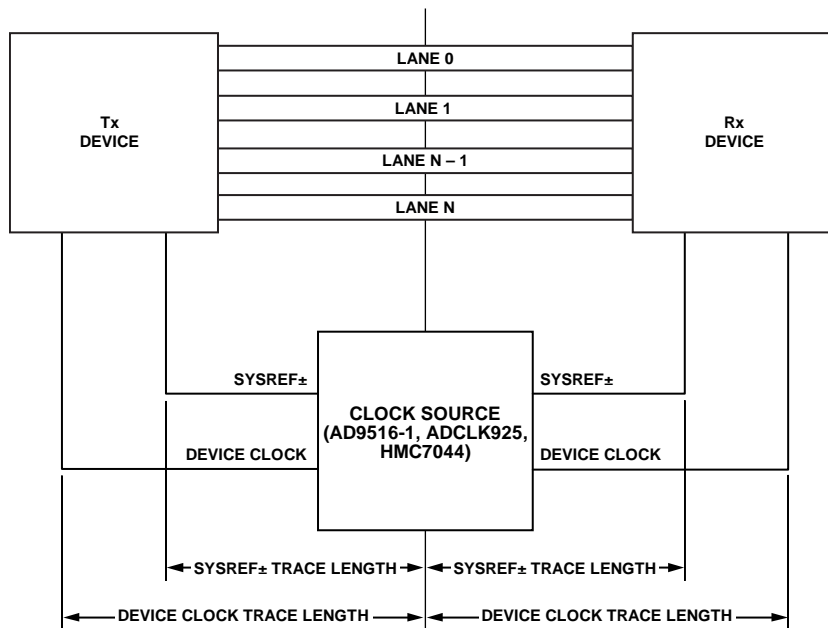 LANE 0
LANE 1
LANE N – 1
LANE N
Tx
DEVICE
Rx
DEVICE
SYSREF±
SYSREF±
CLOCK SOURCE
(AD9516-1, ADCLK925,
HMC7044)
DEVICE CLOCK
DEVICE CLOCK
SYSREF± TRACE LENGTH
SYSREF± TRACE LENGTH
DEVICE CLOCK TRACE LENGTH
DEVICE CLOCK TRACE LENGTH